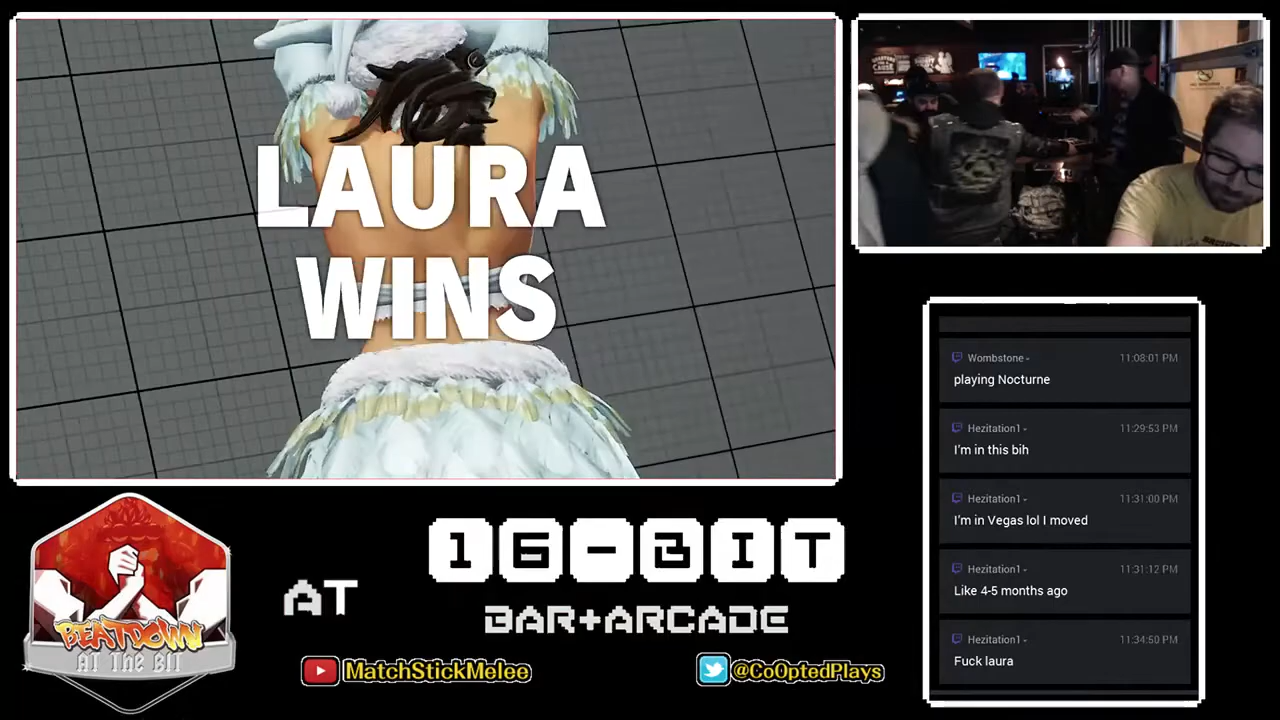 LAURA
WINS
Wombstone-
11:08:01 PM
playing Nocturne
Hezitation1-
11:29:53 PM
I'm in this bih
Hezitation1-
11:31:00 PM
I'm in Vegas lol I moved
Hezitation1-
11:31:12 PM
Like 4-5 months ago
Hezitation1-
11:34:50 PM
Fuck laura
BEATDOWN
AT THE BIT
AT
16-BIT
BAR+ARCADE
MatchStickMelee
@CoOptedPlays